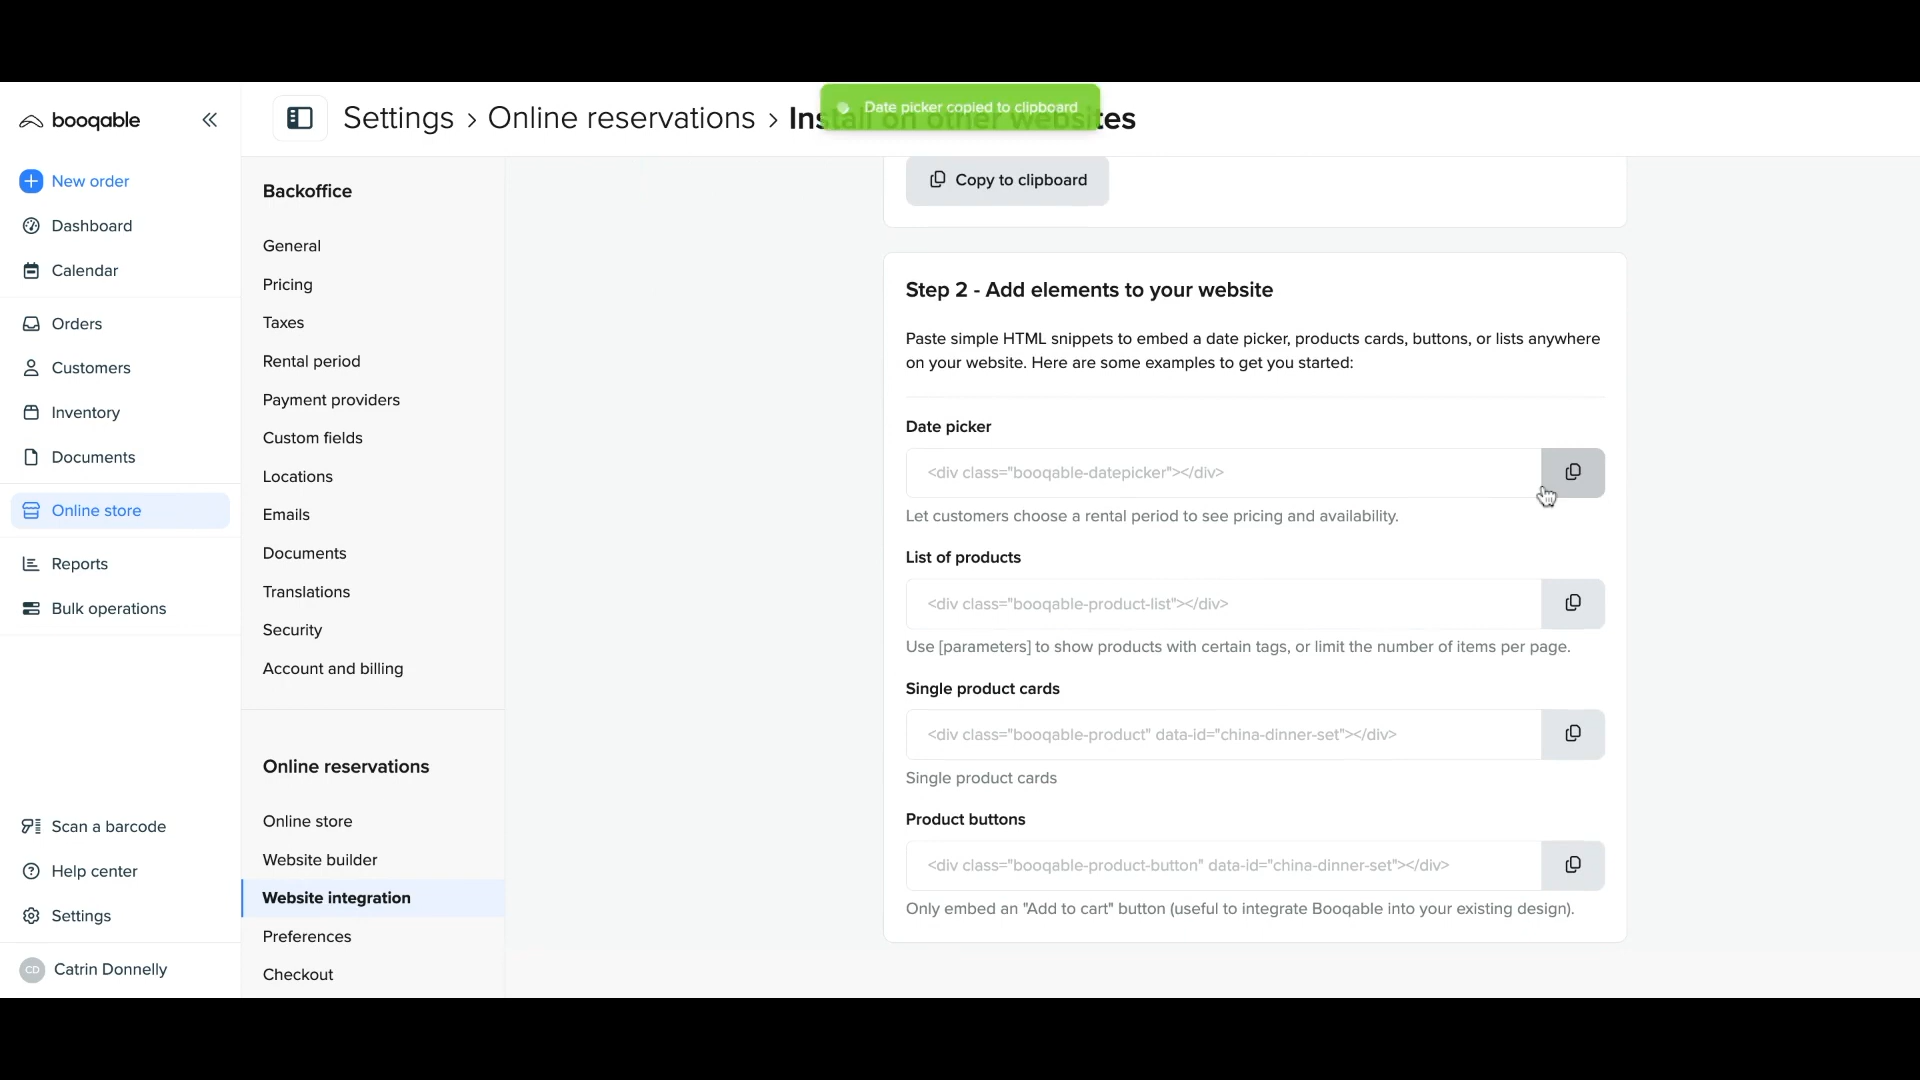 booqable
New order
Dashboard
Calendar
Orders
Customers
Inventory
Documents
Online store
Reports
Bulk operations
Scan a barcode
Help center
Settings
CD Catrin Donnelly
Settings > Online reservations > Install on other websites
Date picker copied to clipboard
Backoffice
General
Pricing
Taxes
Rental period
Payment providers
Custom fields
Locations
Emails
Documents
Translations
Security
Account and billing
Online reservations
Online store
Website builder
Website integration
Preferences
Checkout
Copy to clipboard
Step 2 - Add elements to your website
Paste simple HTML snippets to embed a date picker, products cards, buttons, or lists anywhere
on your website. Here are some examples to get you started:
Date picker
<div class="booqable-datepicker"></div>
Let customers choose a rental period to see pricing and availability.
List of products
<div class="booqable-product-list"></div>
Use [parameters] to show products with certain tags, or limit the number of items per page.
Single product cards
<div class="booqable-product" data-id="china-dinner-set"></div>
Single product cards
Product buttons
<div class="booqable-product-button" data-id="china-dinner-set"></div>
Only embed an "Add to cart" button (useful to integrate Booqable into your existing design).